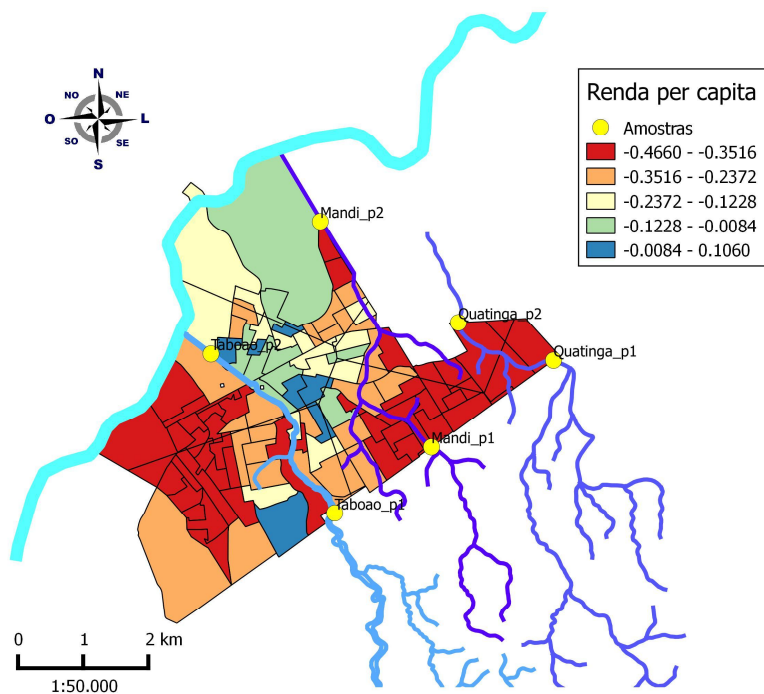 N
NO NE
O L
SO SE
S
Renda per capita
Amostras
-0.4660 - -0.3516
-0.3516 - -0.2372
-0.2372 - -0.1228
-0.1228 - -0.0084
-0.0084 - 0.1060
Mandi_p2
Quatinga_p2
Taboao_p2
Quatinga_p1
Mandi_p1
Taboao_p1
0 1 2 km
1:50.000